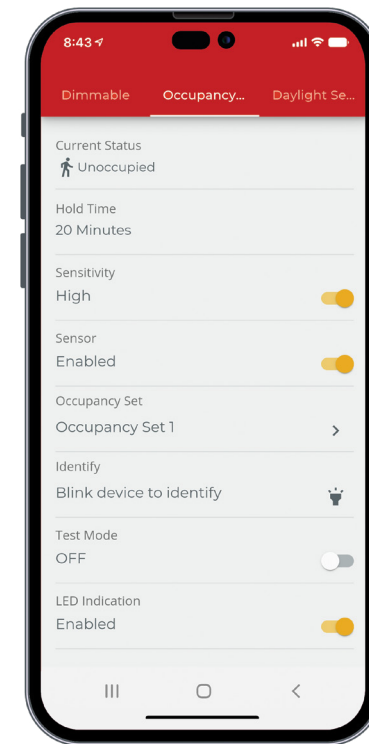 8:43
Dimmable Occupancy... Daylight Se...
Current Status
Unoccupied
Hold Time
20 Minutes
Sensitivity
High
Sensor
Enabled
Occupancy Set
Occupancy Set 1
Identify
Blink device to identify
Test Mode
OFF
LED Indication
Enabled